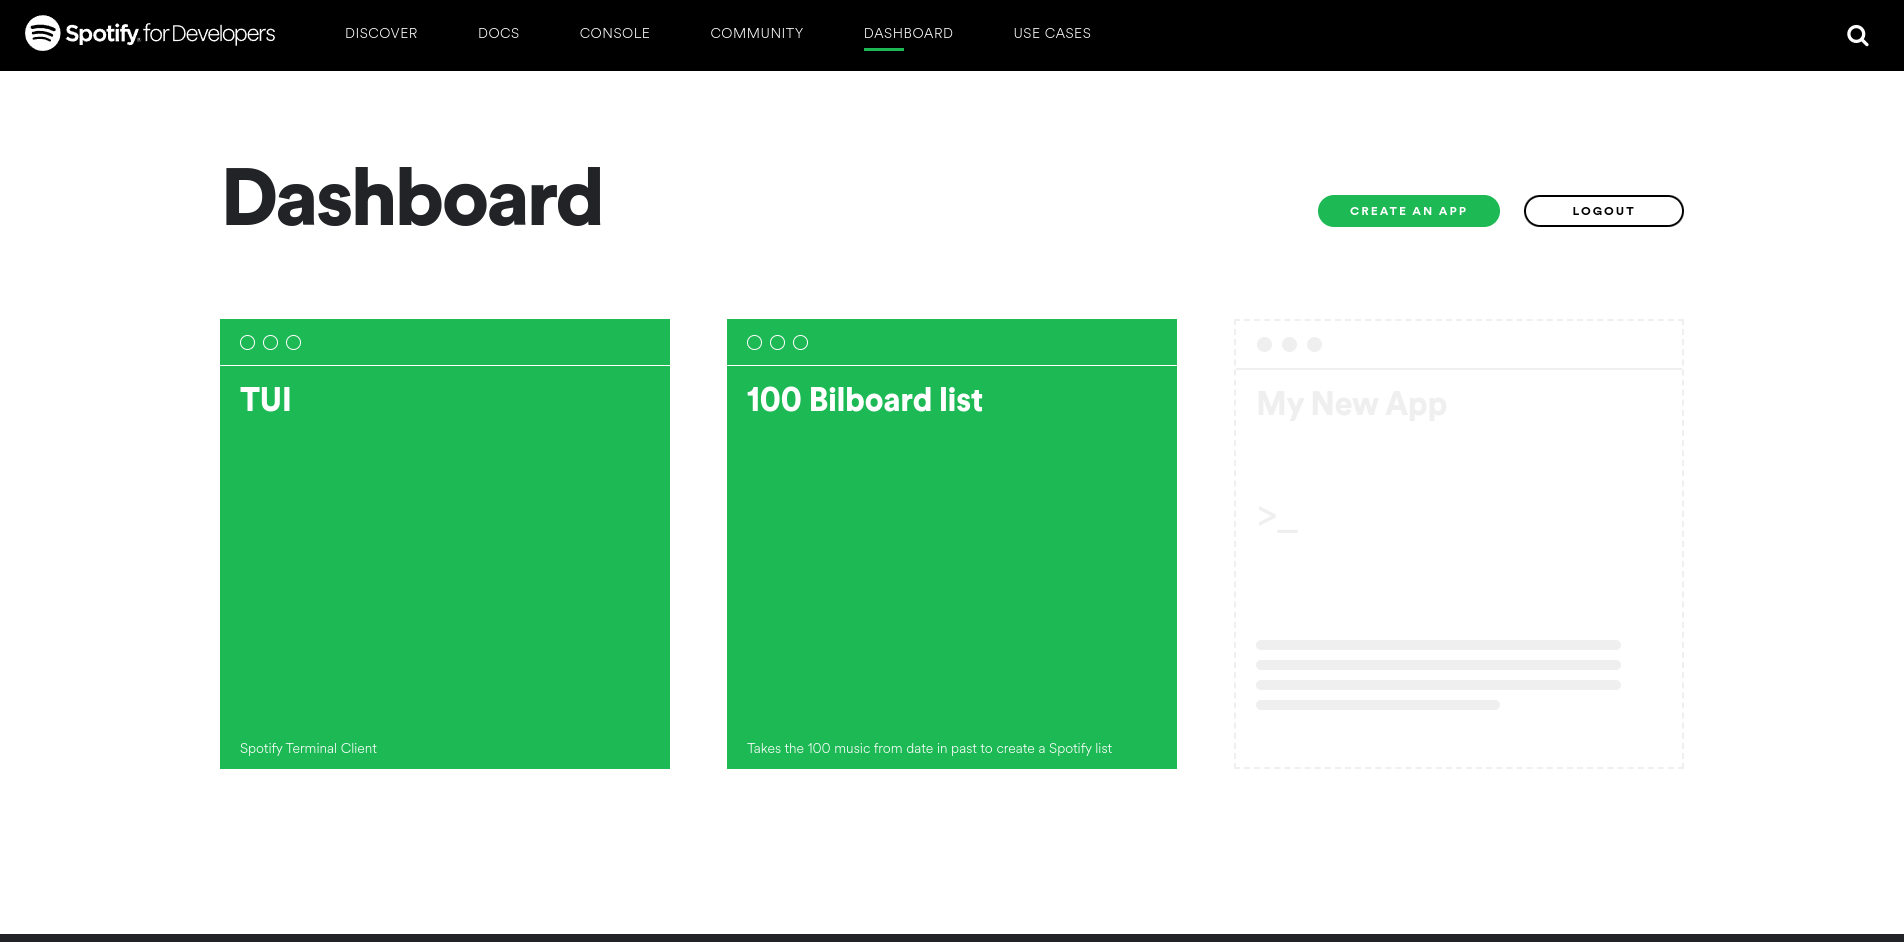 Spotify for Developers
DISCOVER
DOCS
CONSOLE
COMMUNITY
DASHBOARD
USE CASES
Dashboard
CREATE AN APP
LOGOUT
TUI
Spotify Terminal Client
100 Bilboard list
Takes the 100 music from date in past to create a Spotify list
My New App
>_